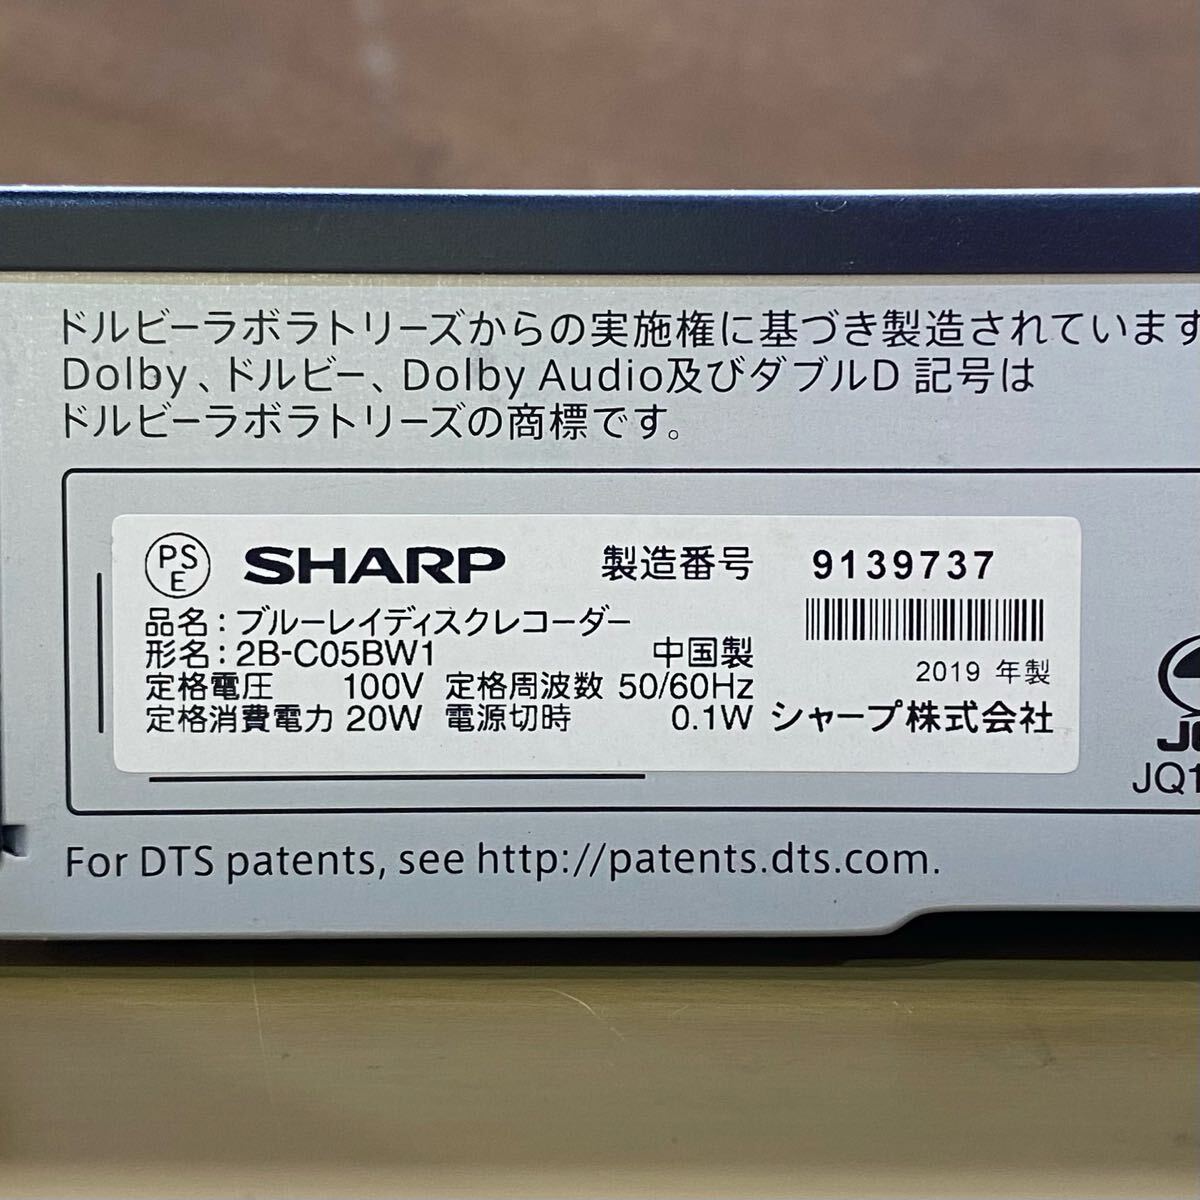 ドルビーラボラトリーズからの実施権に基づき製造されています
Dolby、ドルビー、Dolby Audio及びダブルD 記号は
ドルビーラボラトリーズの商標です。
PSE SHARP 製造番号 9139737
品名：ブルーレイディスクレコーダー
形名：2B-C05BW1 中国製
2019 年製
定格電圧 100V 定格周波数 50/60Hz
定格消費電力 20W 電源切時 0.1W シャープ株式会社
JQ1
For DTS patents, see http://patents.dts.com.